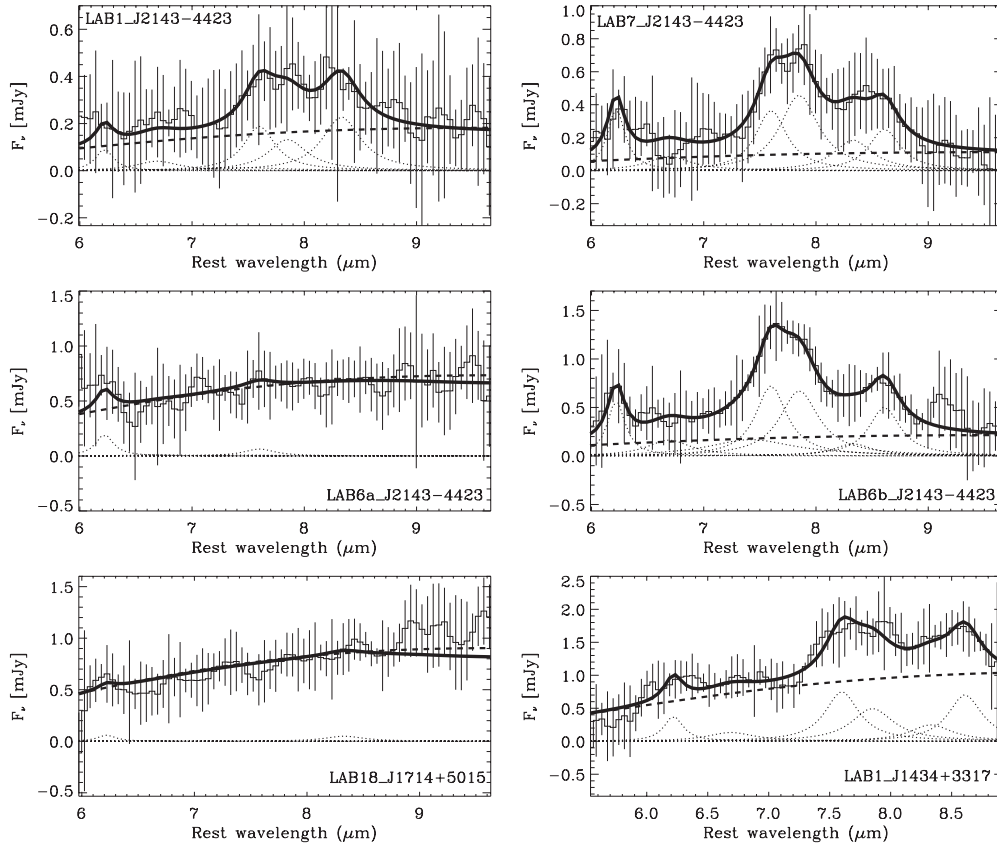 LAB1_J2143-4423
0.6
0.4
0.2
0.0
−0.2
Fν [mJy]
6 7 8 9
Rest wavelength (μm)
LAB7_J2143-4423
1.0
0.8
0.6
0.4
0.2
0.0
−0.2
Fν [mJy]
6 7 8 9
Rest wavelength (μm)
1.5
1.0
0.5
0.0
−0.5
Fν [mJy]
LAB6a_J2143-4423
6 7 8 9
Rest wavelength (μm)
1.5
1.0
0.5
0.0
−0.5
Fν [mJy]
LAB6b_J2143-4423
6 7 8 9
Rest wavelength (μm)
1.5
1.0
0.5
0.0
−0.5
Fν [mJy]
LAB18_J1714+5015
6 7 8 9
Rest wavelength (μm)
2.5
2.0
1.5
1.0
0.5
0.0
−0.5
Fν [mJy]
LAB1_J1434+3317
6.0 6.5 7.0 7.5 8.0 8.5
Rest wavelength (μm)